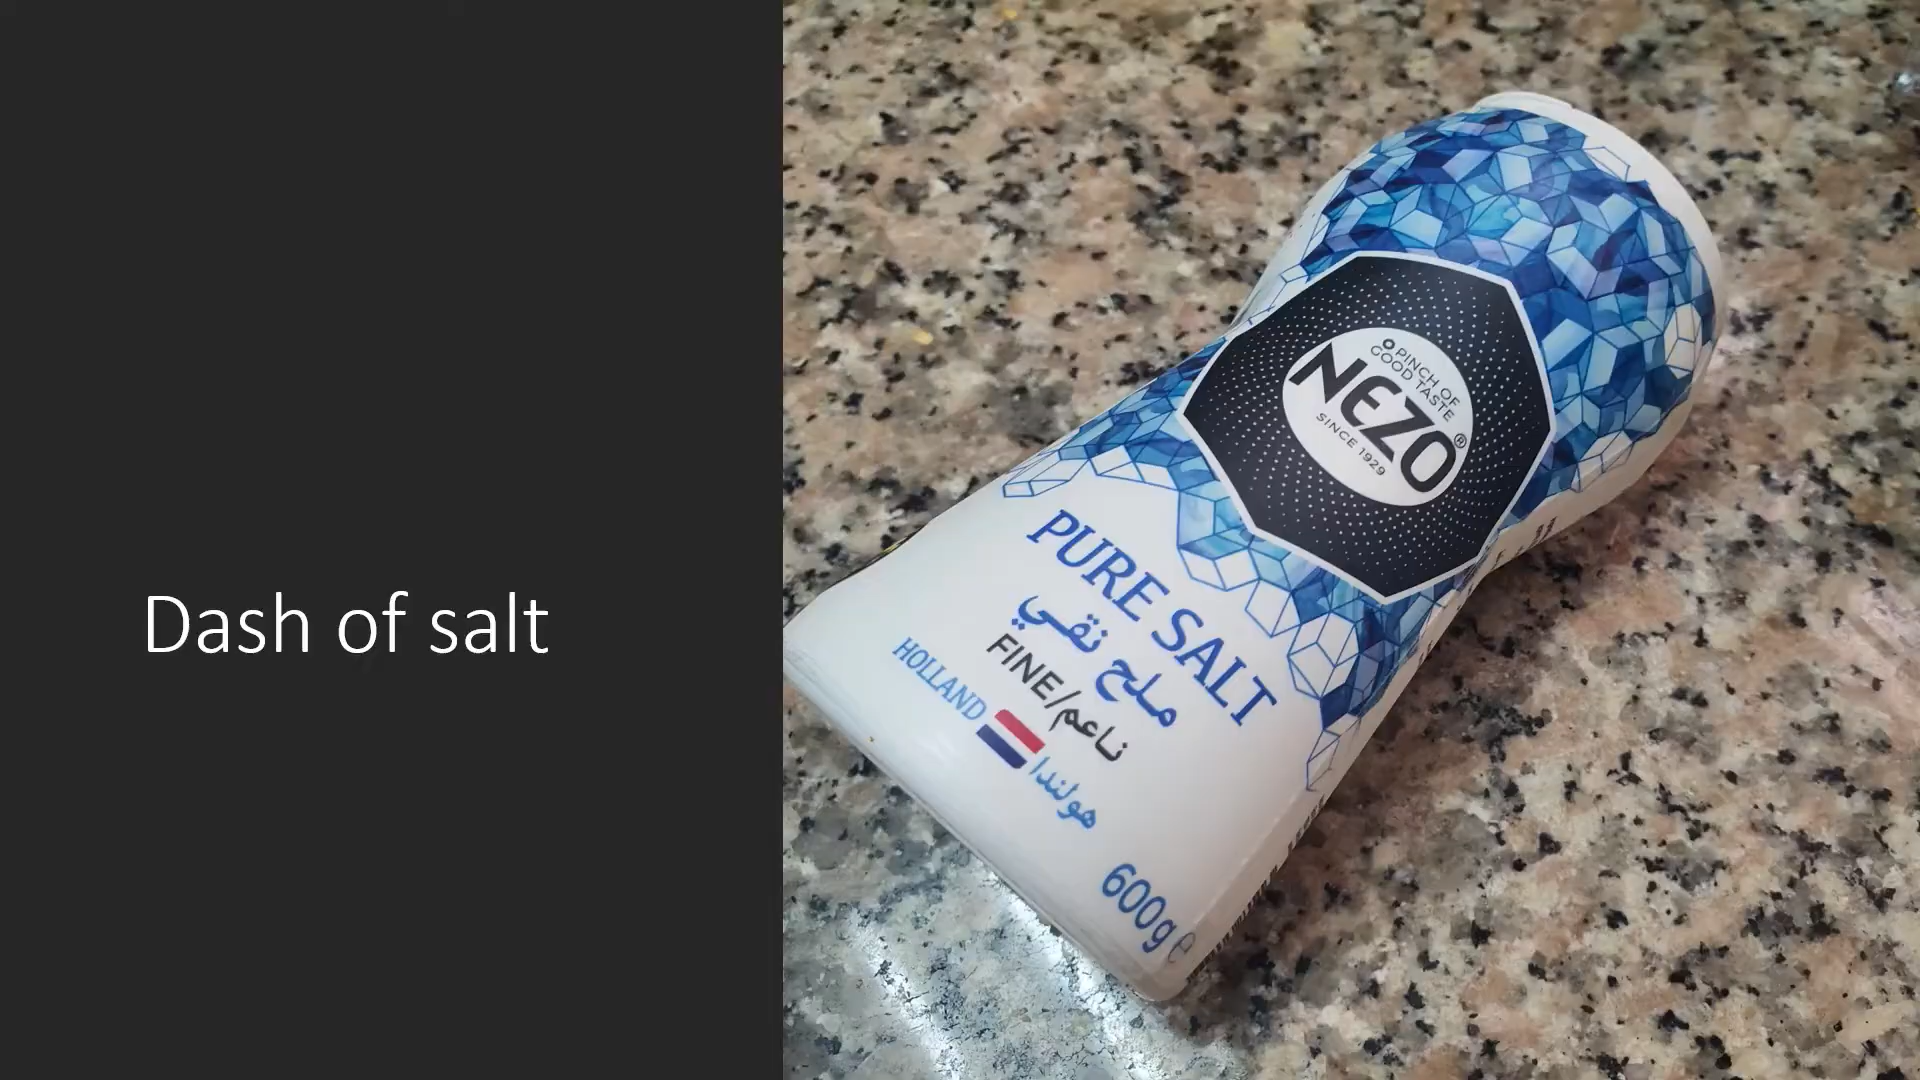 Dash of salt
PINCH OF
GOOD TASTE
NEZO®
SINCE 1929
PURE SALT
ملح نقي
FINE/ناعم
HOLLAND هولندا
600g ℮